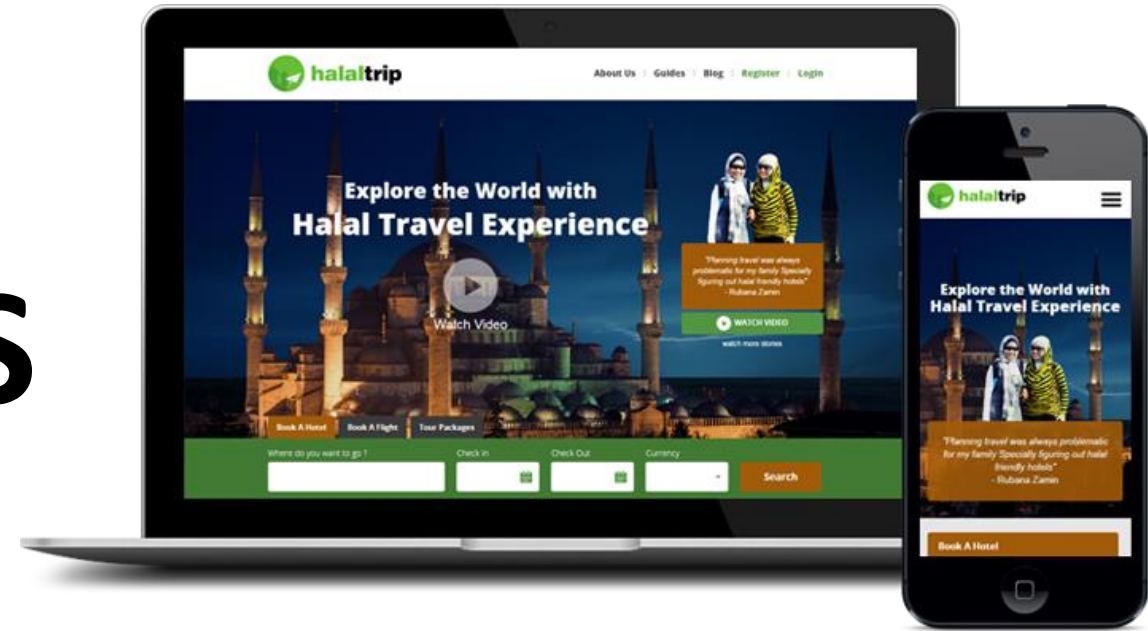 S
halaltrip
About Us
Guides
Blog
Register
Login
Explore the World with
Halal Travel Experience
Watch Video
"Planning travel was always
problematic for my family Specially
figuring out halal friendly hotels"
- Rubana Zamin
WATCH VIDEO
watch more stories
Book A Hotel
Book A Flight
Tour Packages
Where do you want to go ?
Check in
Check Out
Currency
Search
halaltrip
Explore the World with
Halal Travel Experience
"Planning travel was always problematic
for my family Specially figuring out halal
friendly hotels"
- Rubana Zamin
Book A Hotel